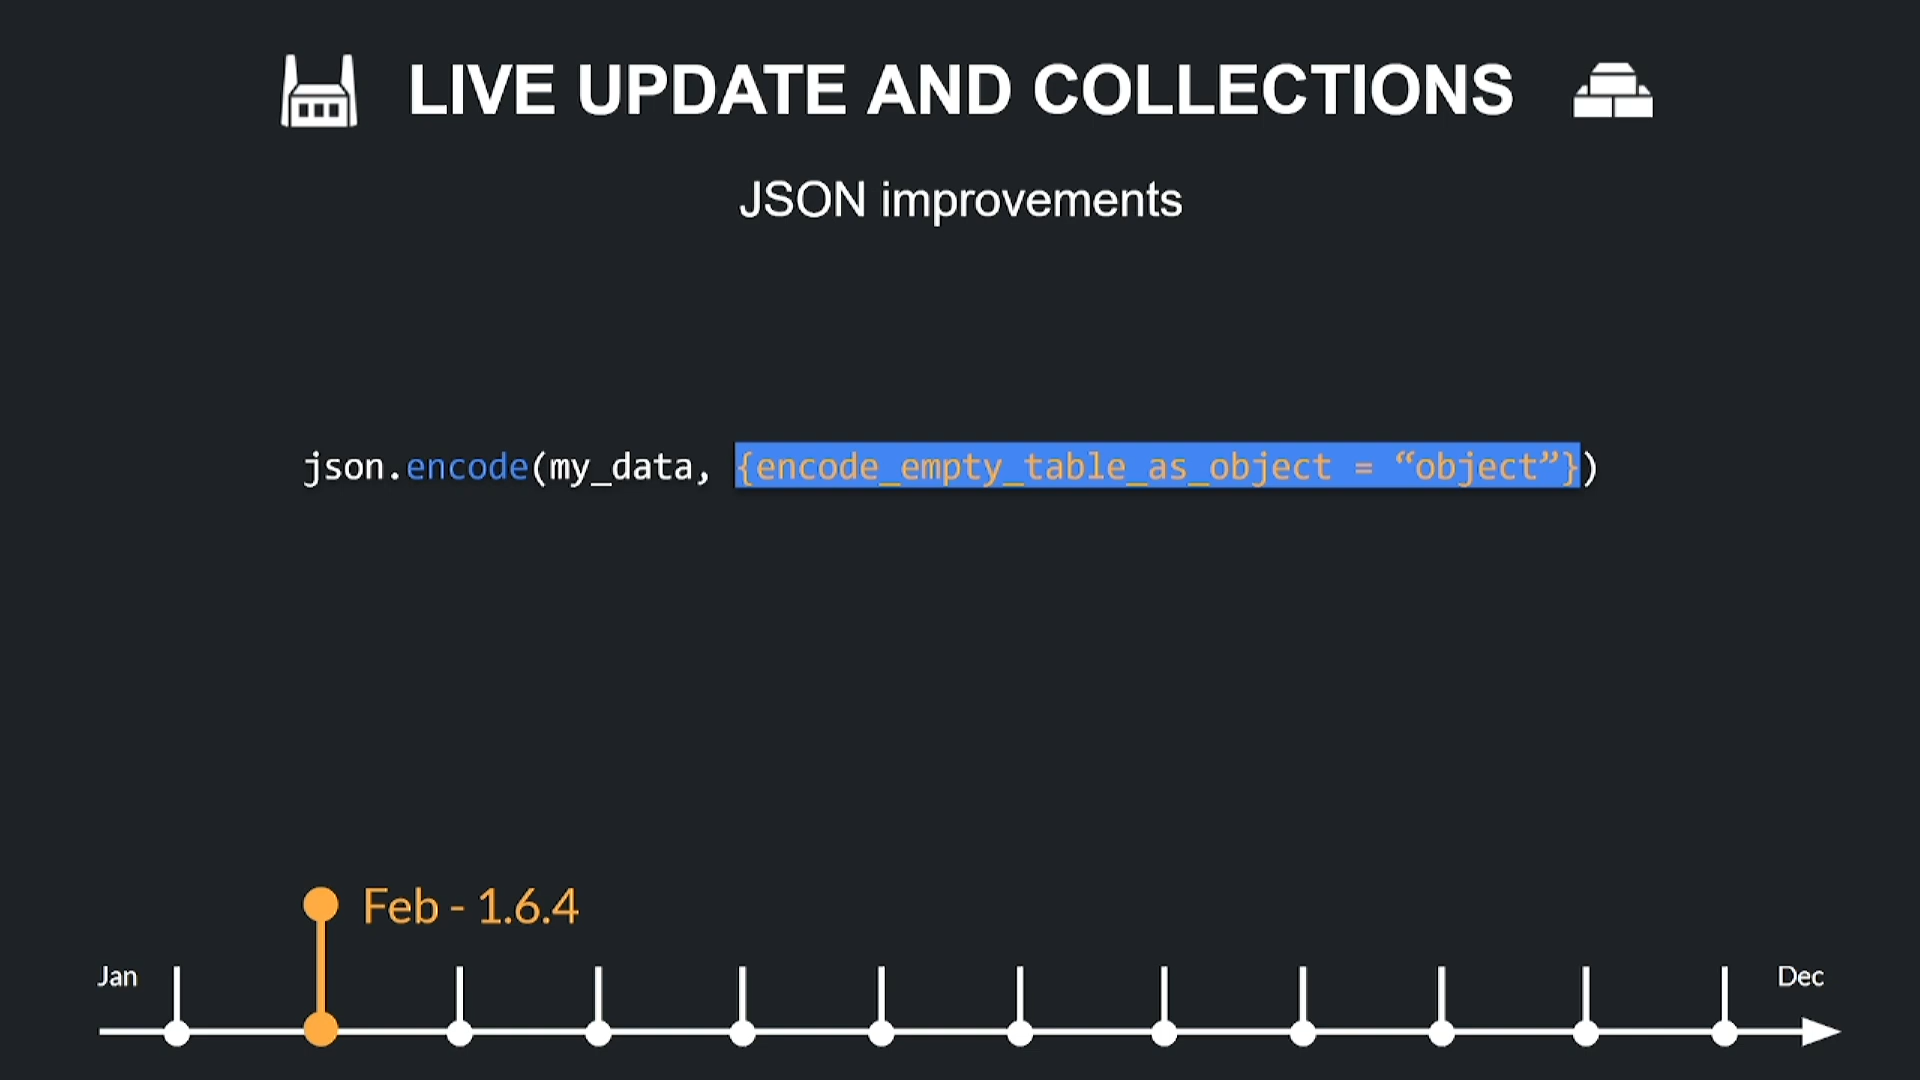 LIVE UPDATE AND COLLECTIONS
JSON improvements
json.encode(my_data, {encode_empty_table_as_object = “object”})
Feb - 1.6.4
Jan
Dec